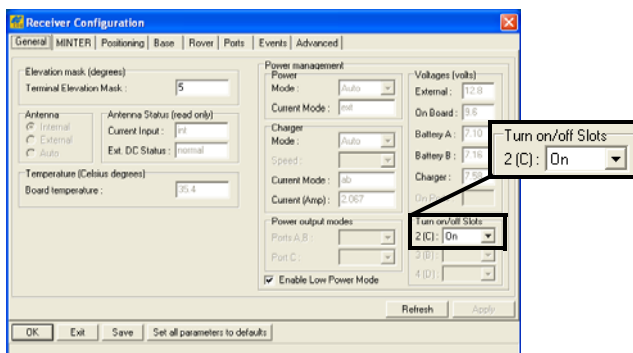 Receiver Configuration
General MINTER Positioning Base Rover Ports Events Advanced
Elevation mask (degrees)
Terminal Elevation Mask : 5
Antenna
Internal
External
Auto
Antenna Status (read only)
Current Input : int
Ext. DC Status : normal
Temperature (Celsius degrees)
Board temperature : 35.4
Power management
Power
Mode : Auto
Current Mode : ext
Charger
Mode : Auto
Speed :
Current Mode : ab
Current (Amp) : 2.067
Power output modes
Ports A,B :
Port C :
Enable Low Power Mode
Voltages (volts)
External : 12.8
On Board : 9.6
Battery A : 7.10
Battery B : 7.16
Charger :
Turn on/off Slots
2 (C) : On
3 (D) :
4 (D) :
Turn on/off Slots
2 (C) : On
Refresh Apply
OK Exit Save Set all parameters to defaults